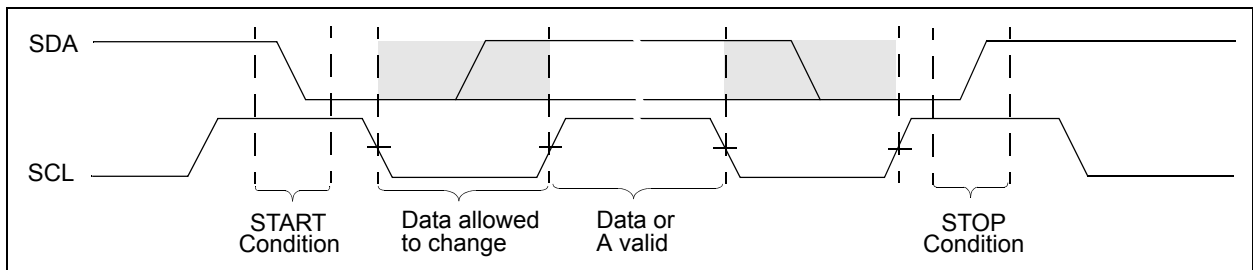 SDA
SCL
START
Condition
Data allowed
to change
Data or
A valid
STOP
Condition